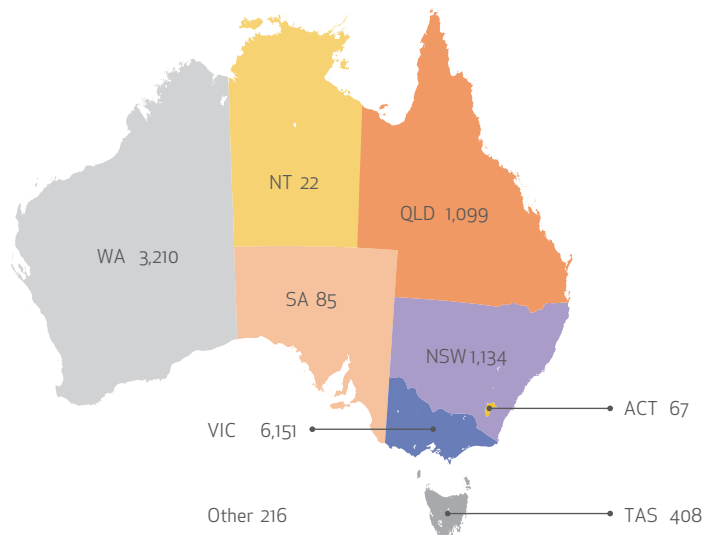 NT 22
QLD 1,099
WA 3,210
SA 85
NSW 1,134
ACT 67
VIC 6,151
Other 216
TAS 408